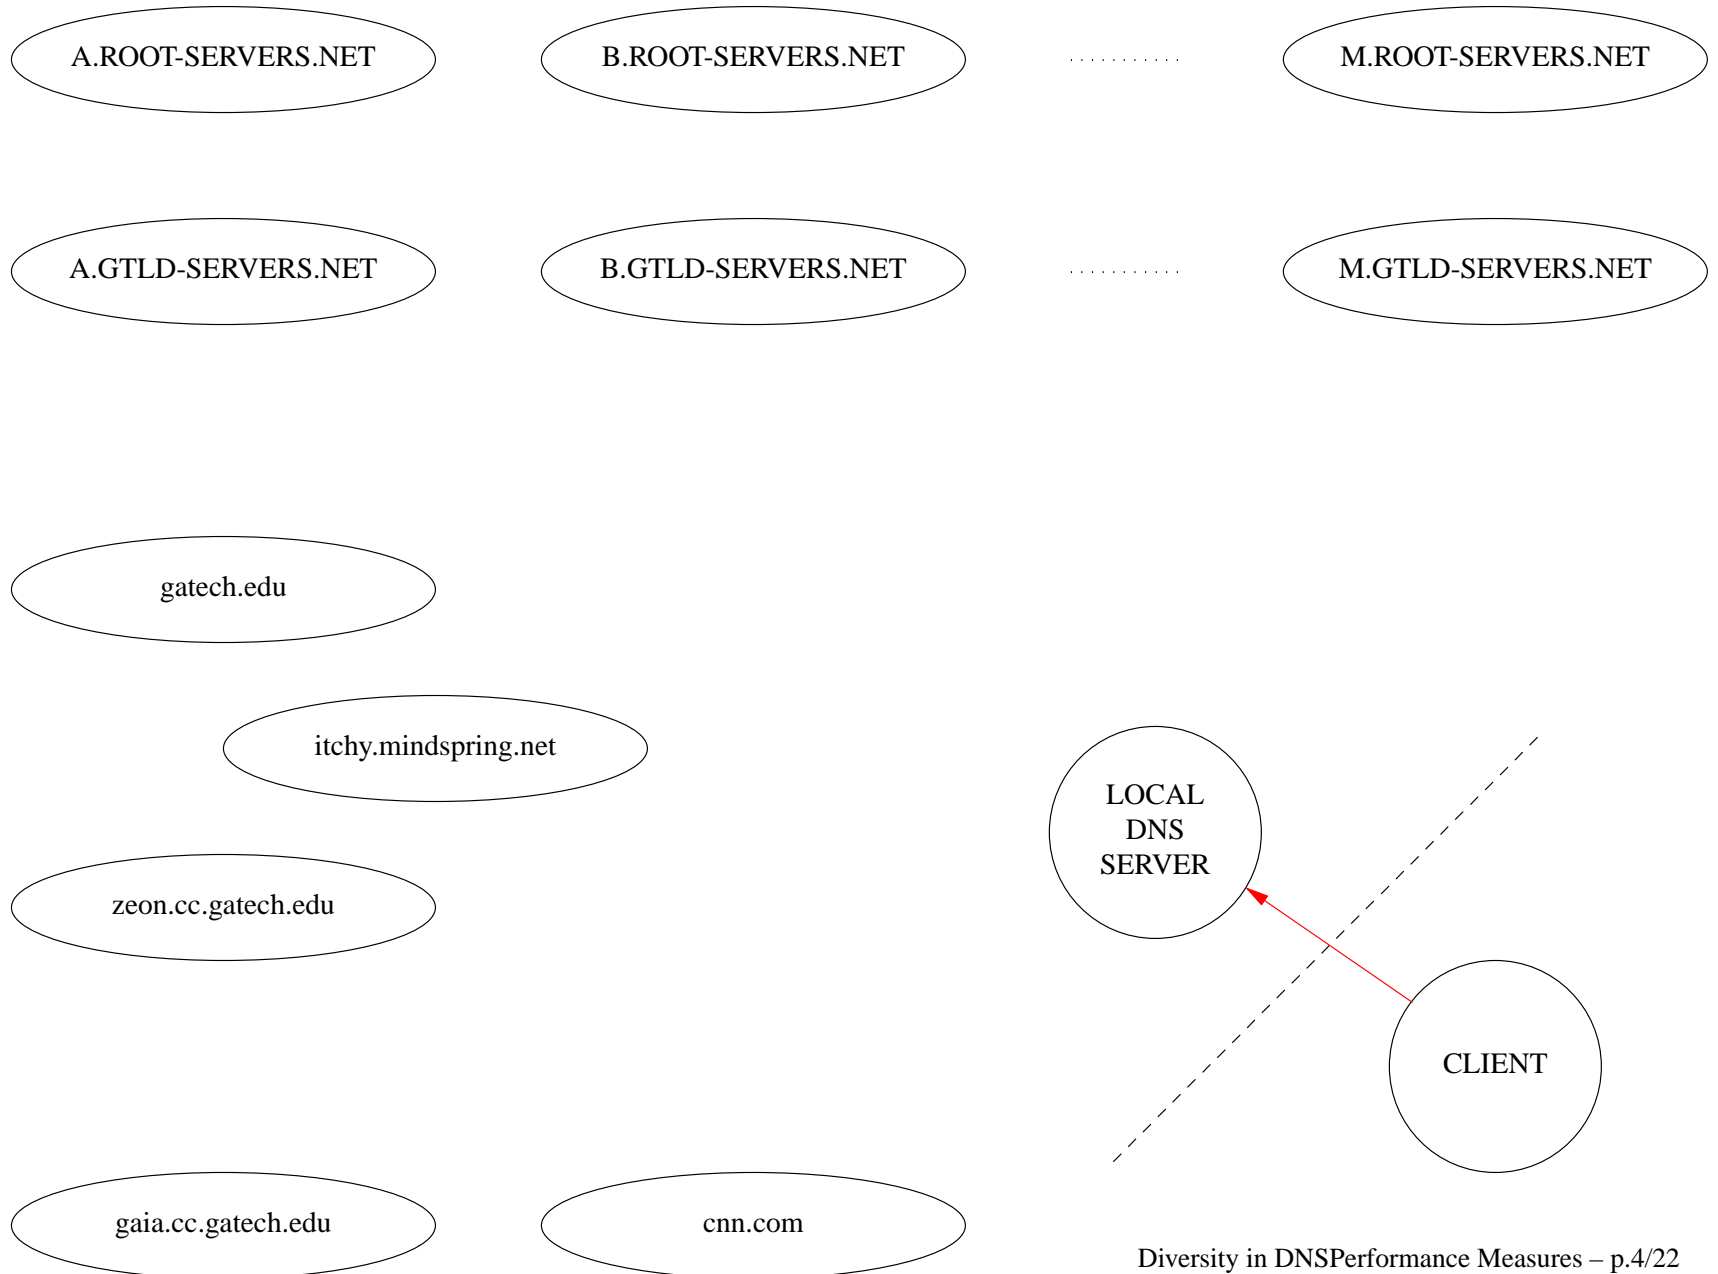 A.ROOT-SERVERS.NET
B.ROOT-SERVERS.NET
M.ROOT-SERVERS.NET
A.GTLD-SERVERS.NET
B.GTLD-SERVERS.NET
M.GTLD-SERVERS.NET
gatech.edu
itchy.mindspring.net
LOCAL
DNS
SERVER
zeon.cc.gatech.edu
CLIENT
gaia.cc.gatech.edu
cnn.com
Diversity in DNSPerformance Measures – p.4/22